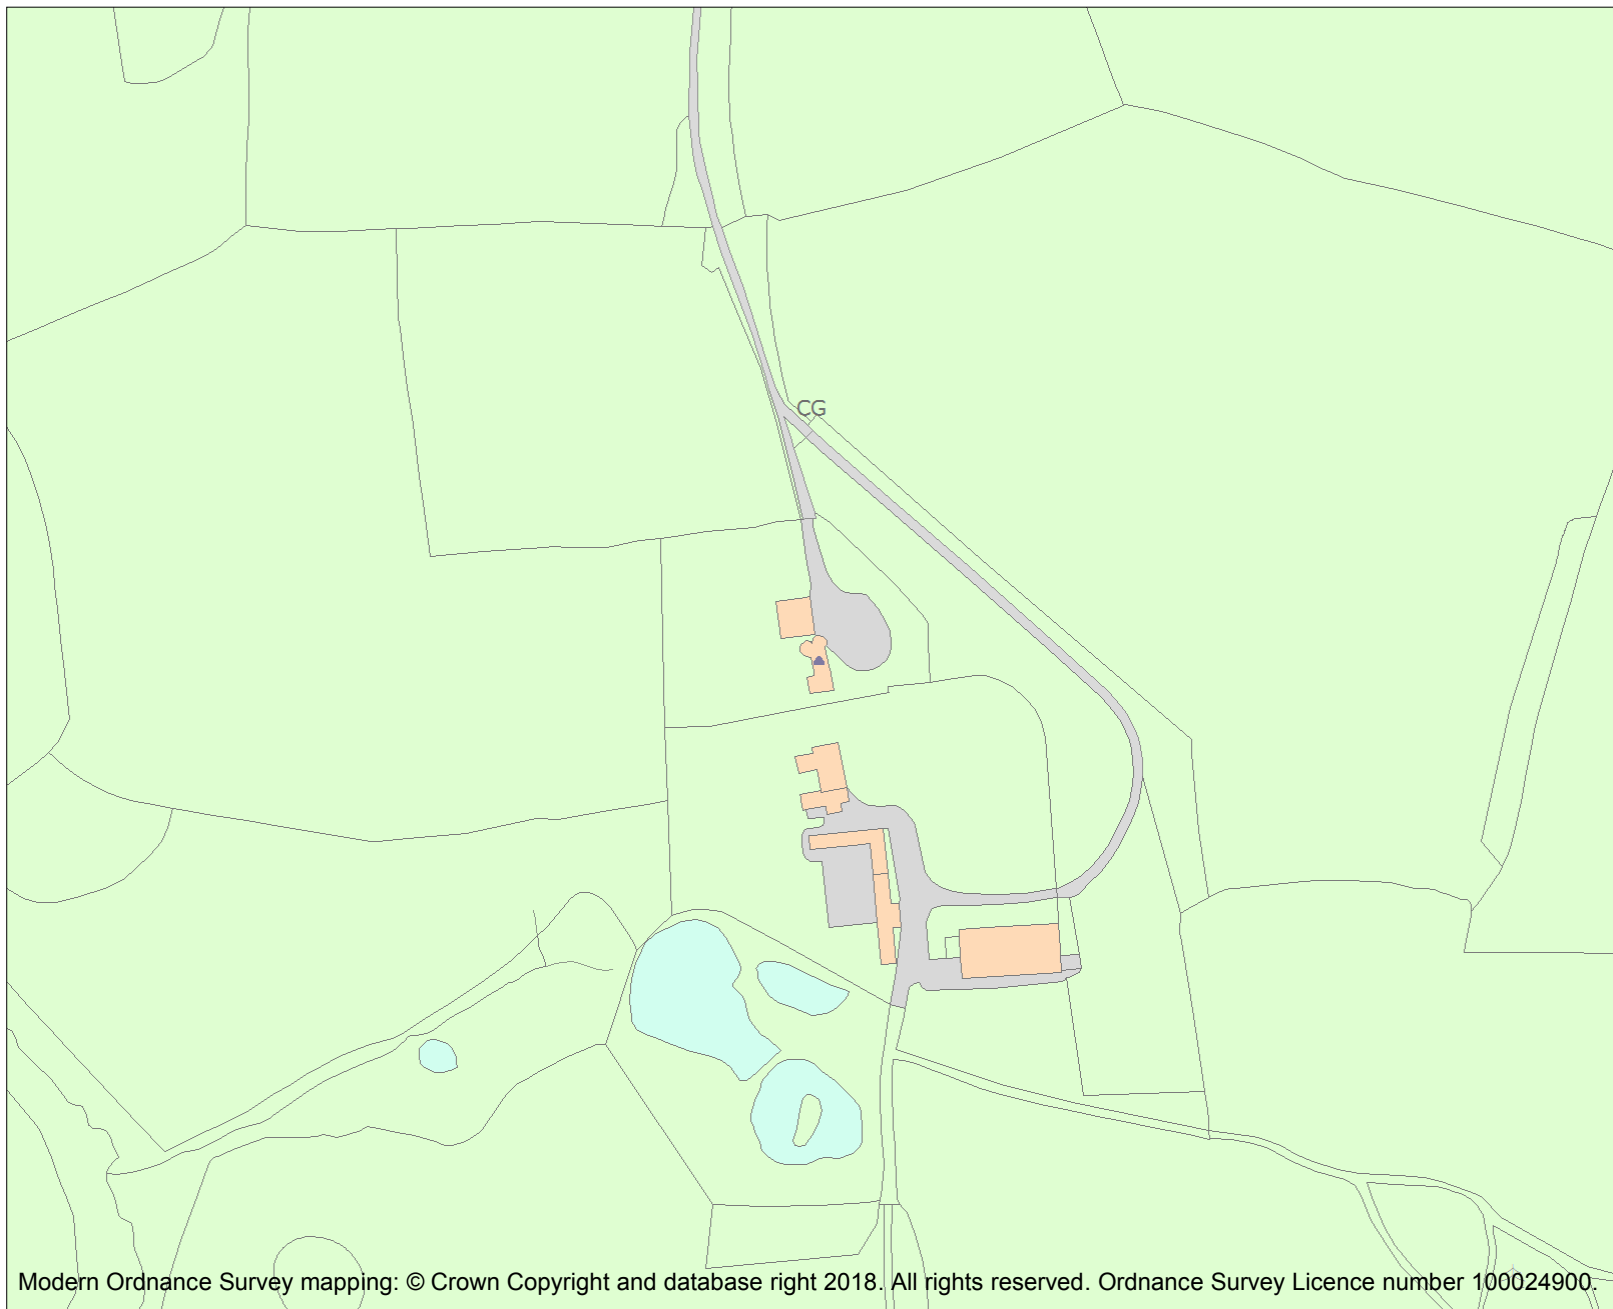 CG
Modern Ordnance Survey mapping: © Crown Copyright and database right 2018. All rights reserved. Ordnance Survey Licence number 100024900.